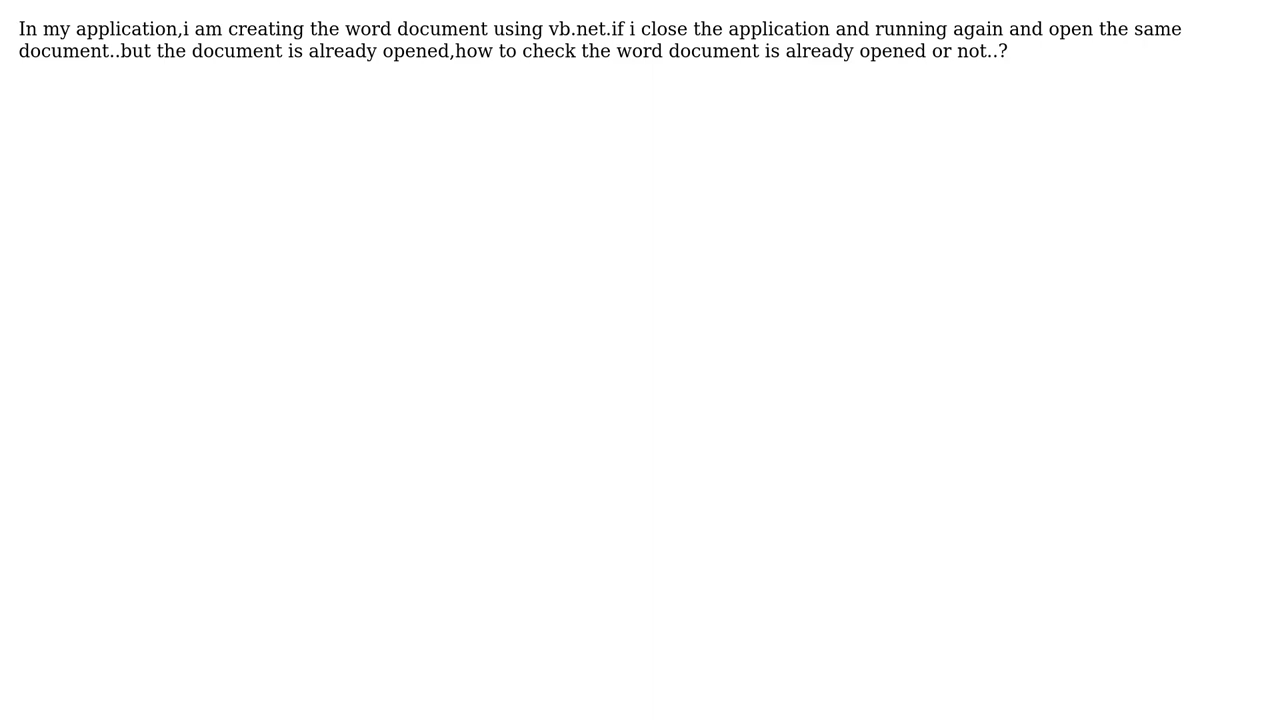 In my application,i am creating the word document using vb.net.if i close the application and running again and open the same
document..but the document is already opened,how to check the word document is already opened or not..?